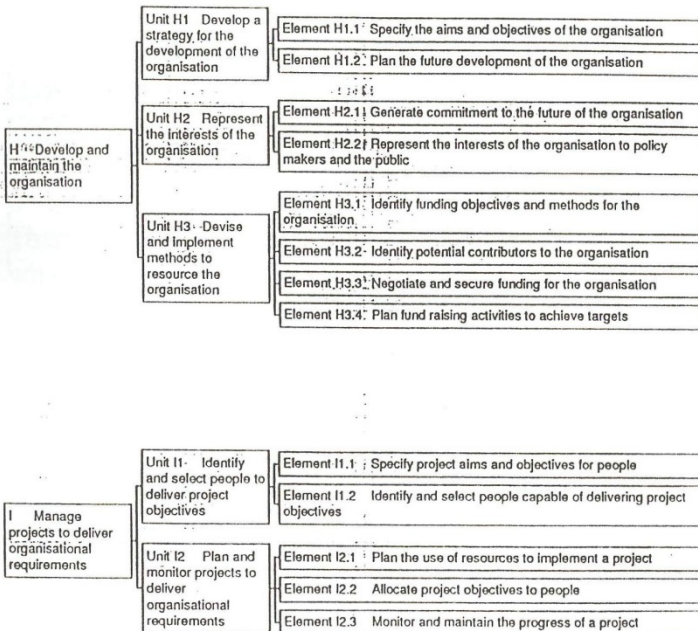 H Develop and
maintain the
organisation
Unit H1 Develop a
strategy for the
development of the
organisation
Element H1.1 Specify the aims and objectives of the organisation
Element H1.2 Plan the future development of the organisation
Unit H2 Represent
the interests of the
organisation
Element H2.1 Generate commitment to the future of the organisation
Element H2.2 Represent the interests of the organisation to policy
makers and the public
Unit H3 Devise
and implement
methods to
resource the
organisation
Element H3.1 Identify funding objectives and methods for the
organisation
Element H3.2 Identify potential contributors to the organisation
Element H3.3 Negotiate and secure funding for the organisation
Element H3.4 Plan fund raising activities to achieve targets
I Manage
projects to deliver
organisational
requirements
Unit I1 Identify
and select people to
deliver project
objectives
Element I1.1 Specify project aims and objectives for people
Element I1.2 Identify and select people capable of delivering project
objectives
Unit I2 Plan and
monitor projects to
deliver
organisational
requirements
Element I2.1 Plan the use of resources to implement a project
Element I2.2 Allocate project objectives to people
Element I2.3 Monitor and maintain the progress of a project